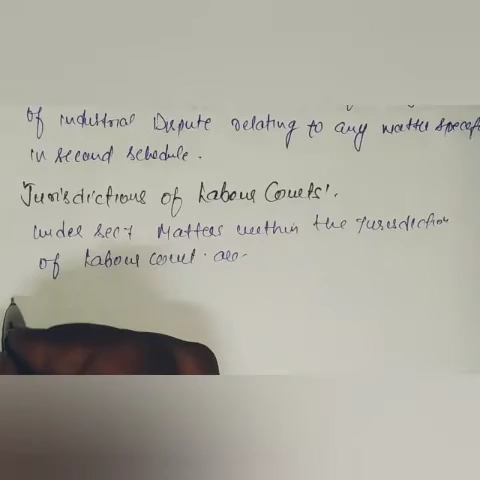 of industrial Dispute relating to any matter specif
in second schedule.
Jurisdictions of Labour Courts'.
under sec 7 Matters within the Jurisdiction
of Labour court are-